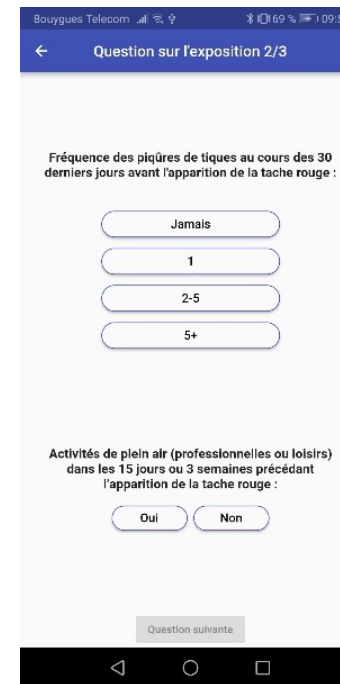 Bouygues Telecom 69 % 09:5
Question sur l'exposition 2/3
Fréquence des piqûres de tiques au cours des 30
derniers jours avant l'apparition de la tache rouge :
Jamais
1
2-5
5+
Activités de plein air (professionnelles ou loisirs)
dans les 15 jours ou 3 semaines précédant
l'apparition de la tache rouge :
Oui Non
Question suivante